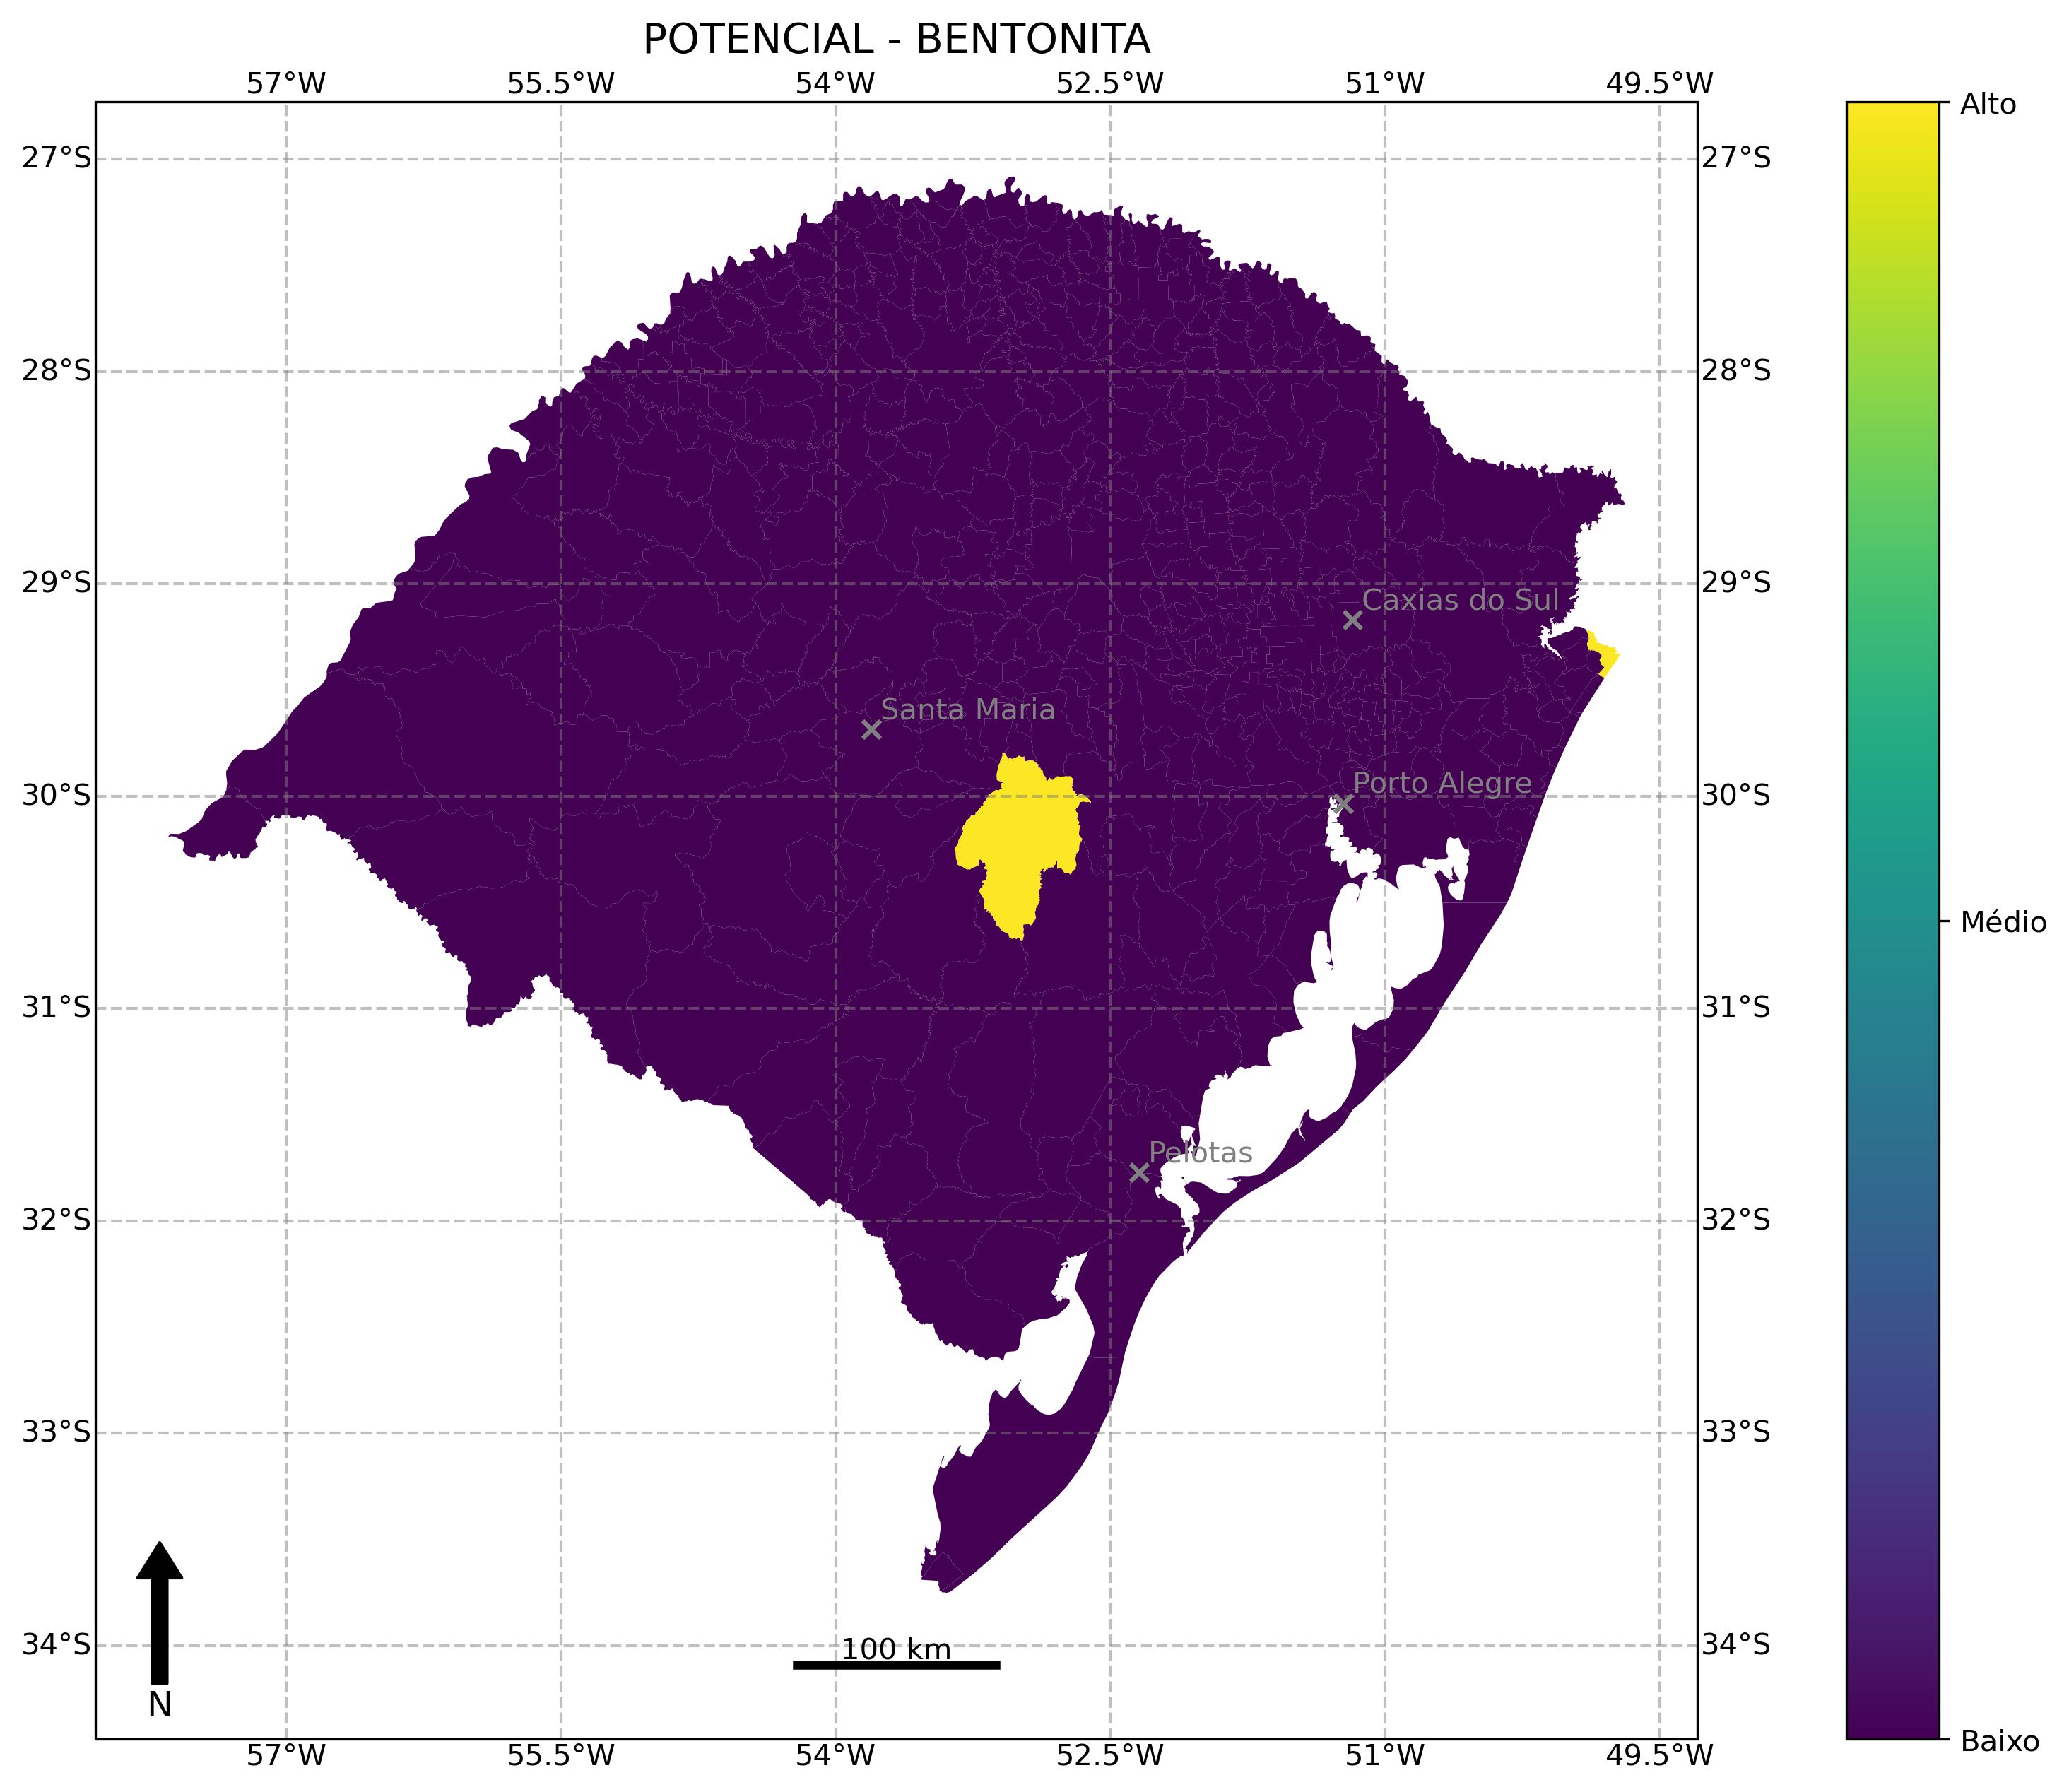 POTENCIAL - BENTONITA
57°W 55.5°W 54°W 52.5°W 51°W 49.5°W
Alto
27°S 27°S
28°S 28°S
29°S 29°S
Caxias do Sul
Santa Maria
Porto Alegre
30°S 30°S
Médio
31°S 31°S
Pelotas
32°S 32°S
33°S 33°S
34°S 34°S
100 km
N
Baixo
57°W 55.5°W 54°W 52.5°W 51°W 49.5°W